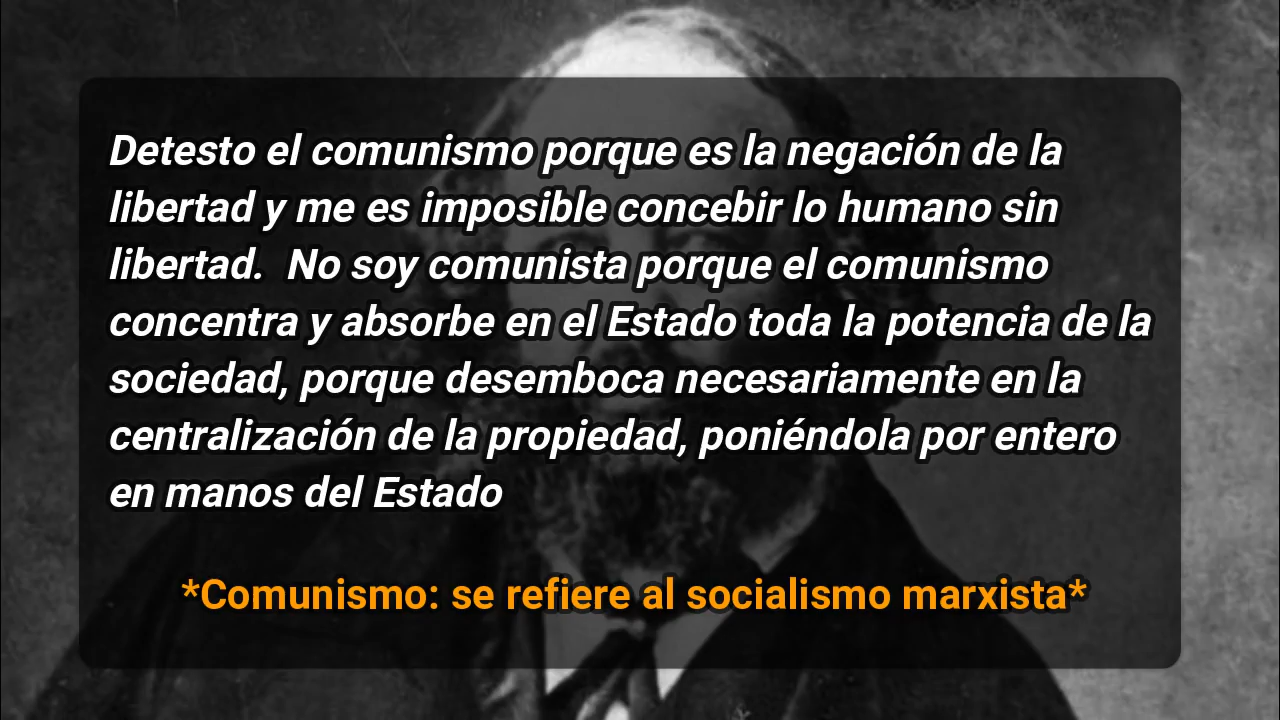 Detesto el comunismo porque es la negación de la
libertad y me es imposible concebir lo humano sin
libertad.  No soy comunista porque el comunismo
concentra y absorbe en el Estado toda la potencia de la
sociedad, porque desemboca necesariamente en la
centralización de la propiedad, poniéndola por entero
en manos del Estado
*Comunismo: se refiere al socialismo marxista*